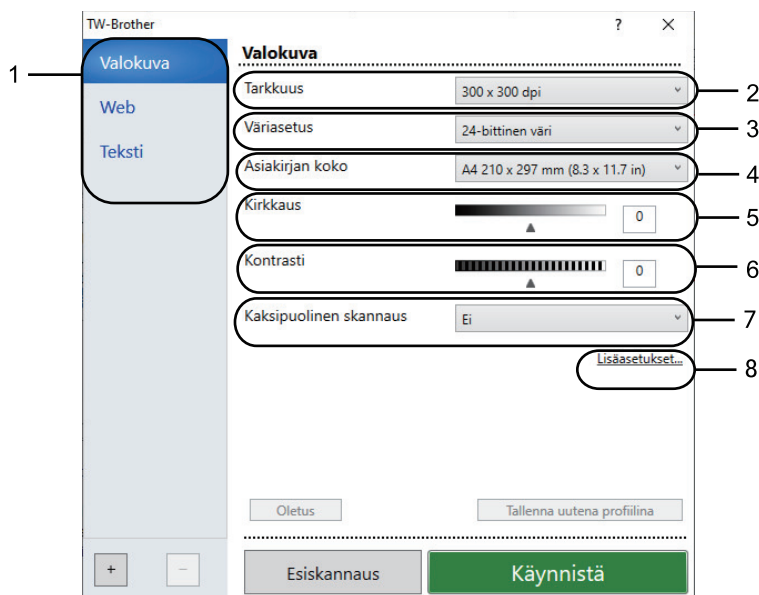 TW-Brother ? ×
1
Valokuva
Web
Teksti
Valokuva
Tarkkuus 300 x 300 dpi 2
Väriasetus 24-bittinen väri 3
Asiakirjan koko A4 210 x 297 mm (8.3 x 11.7 in) 4
Kirkkaus 0 5
Kontrasti 0 6
Kaksipuolinen skannaus Ei 7
Lisäasetukset... 8
Oletus Tallenna uutena profiilina
+ − Esiskannaus Käynnistä